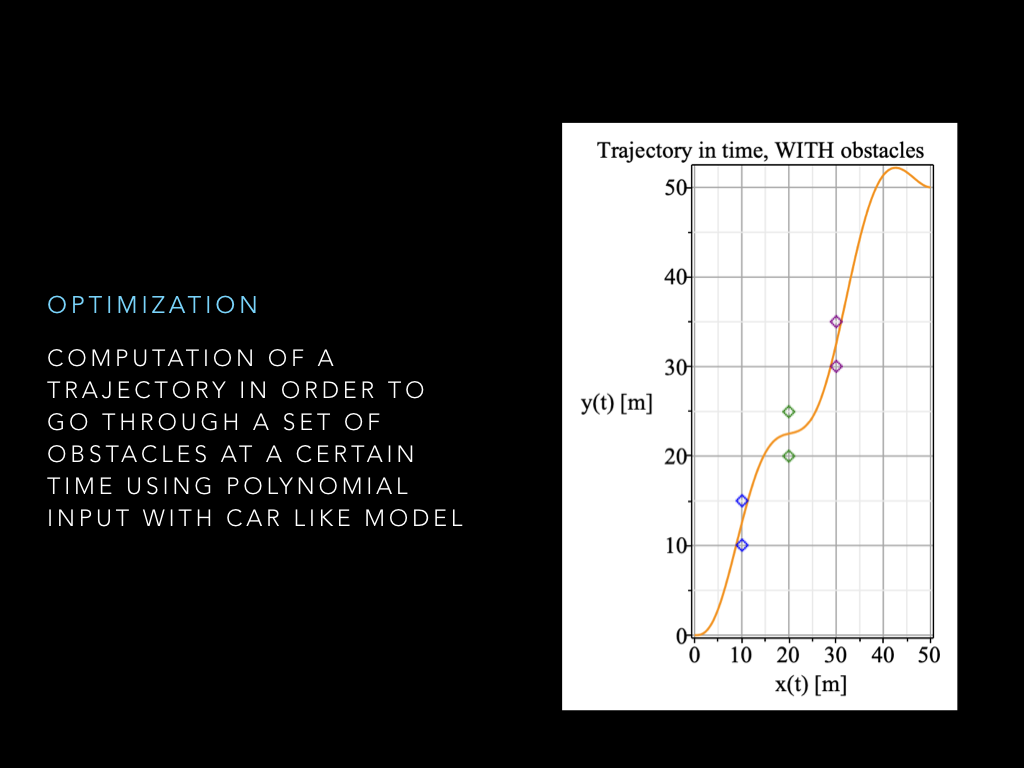 OPTIMIZATION
COMPUTATION OF A
TRAJECTORY IN ORDER TO
GO THROUGH A SET OF
OBSTACLES AT A CERTAIN
TIME USING POLYNOMIAL
INPUT WITH CAR LIKE MODEL
Trajectory in time, WITH obstacles
50
40
30
y(t) [m]
20
10
0
0 10 20 30 40 50
x(t) [m]